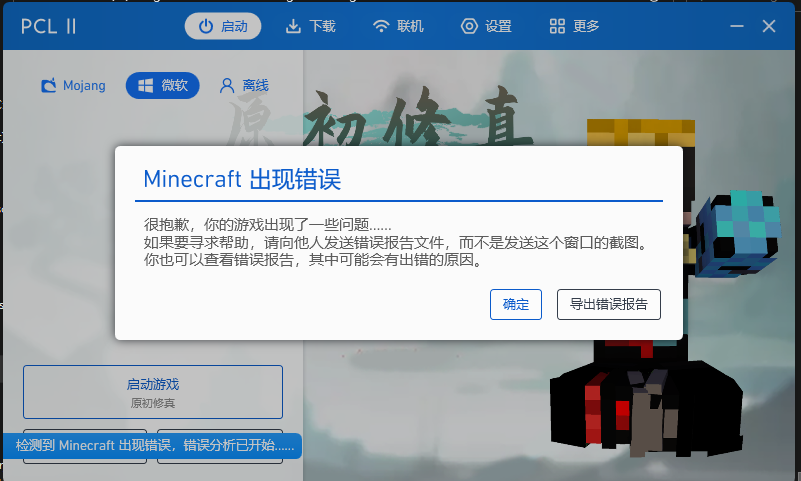 PCL II
启动
下载
联机
设置
更多
Mojang
微软
离线
原初修真
Minecraft 出现错误
很抱歉，你的游戏出现了一些问题……
如果要寻求帮助，请向他人发送错误报告文件，而不是发送这个窗口的截图。
你也可以查看错误报告，其中可能会有出错的原因。
确定
导出错误报告
启动游戏
原初修真
检测到 Minecraft 出现错误，错误分析已开始……